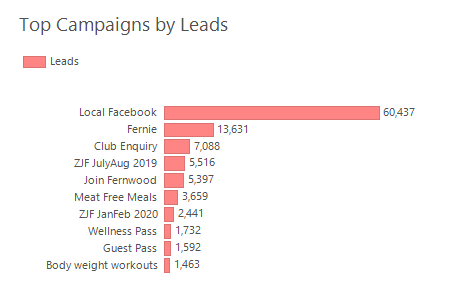 Top Campaigns by Leads
Leads
Local Facebook 60,437
Fernie 13,631
Club Enquiry 7,088
ZJF JulyAug 2019 5,516
Join Fernwood 5,397
Meat Free Meals 3,659
ZJF JanFeb 2020 2,441
Wellness Pass 1,732
Guest Pass 1,592
Body weight workouts 1,463